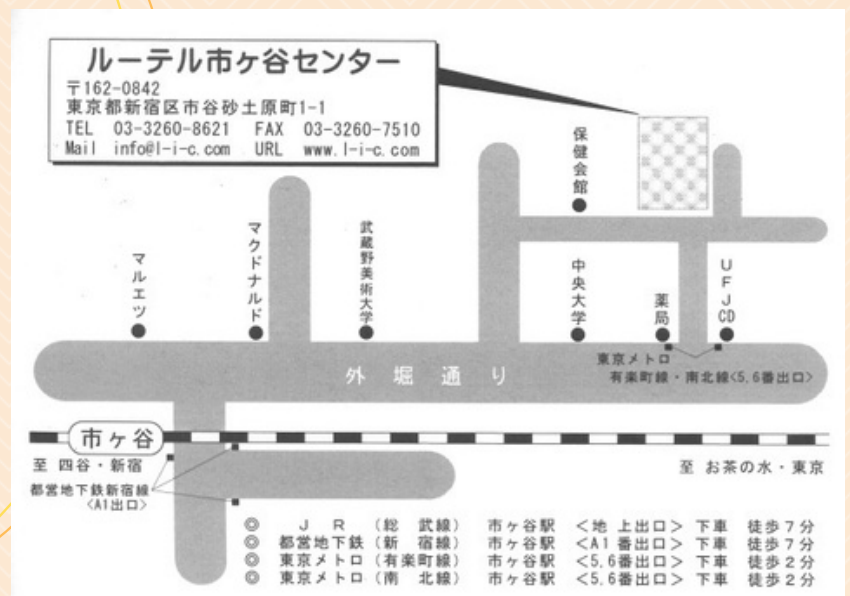 ルーテル市ヶ谷センター
〒162-0842
東京都新宿区市谷砂土原町1-1
TEL 03-3260-8621 FAX 03-3260-7510
Mail info@l-i-c.com URL www.l-i-c.com
保健会館
マルエツ
マクドナルド
武蔵野美術大学
中央大学
薬局
UFJCD
東京メトロ
有楽町線・南北線<5,6番出口>
外堀通り
市ヶ谷
至 四谷・新宿
至 お茶の水・東京
都営地下鉄新宿線
<A1出口>
◎ JR (総武線) 市ヶ谷駅 <地上出口> 下車 徒歩7分
◎ 都営地下鉄 (新宿線) 市ヶ谷駅 <A1番出口> 下車 徒歩7分
◎ 東京メトロ (有楽町線) 市ヶ谷駅 <5,6番出口> 下車 徒歩2分
◎ 東京メトロ (南北線) 市ヶ谷駅 <5,6番出口> 下車 徒歩2分